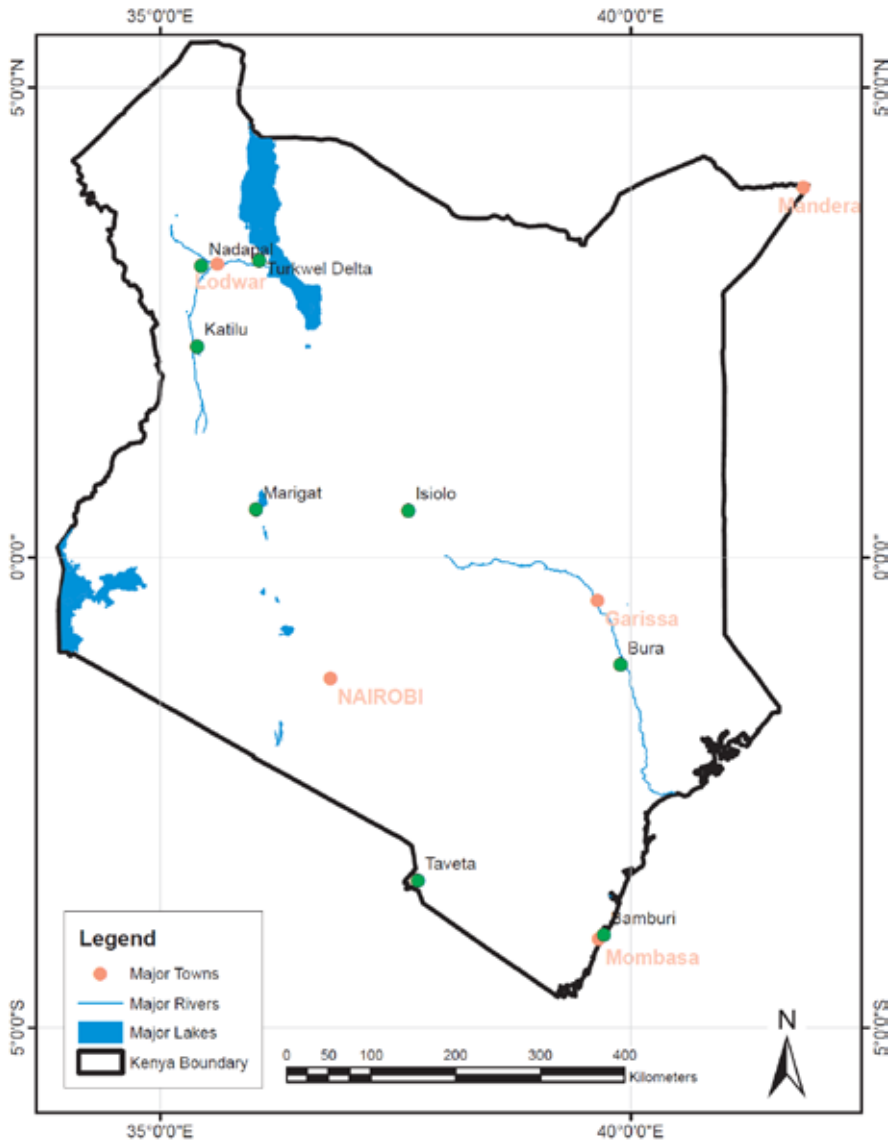 35°0'0"E
40°0'0"E
5°0'0"N
5°0'0"N
Mandera
Nadapal
Lodwar
Turkwel Delta
Katilu
Marigat
Isiolo
0°0'0"
0°0'0"
Garissa
Bura
NAIROBI
Taveta
Bamburi
Mombasa
Legend
Major Towns
Major Rivers
Major Lakes
Kenya Boundary
0 50 100 200 300 400
Kilometers
N
5°0'0"S
5°0'0"S
35°0'0"E
40°0'0"E